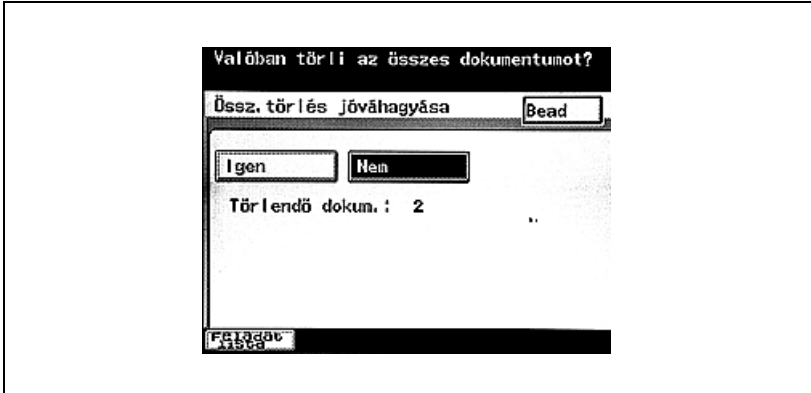 Valóban törli az összes dokumentumot?
Össz.törlés jóváhagyása
Bead
Igen
Nem
Törlendő dokum.: 2
Feladat
lista